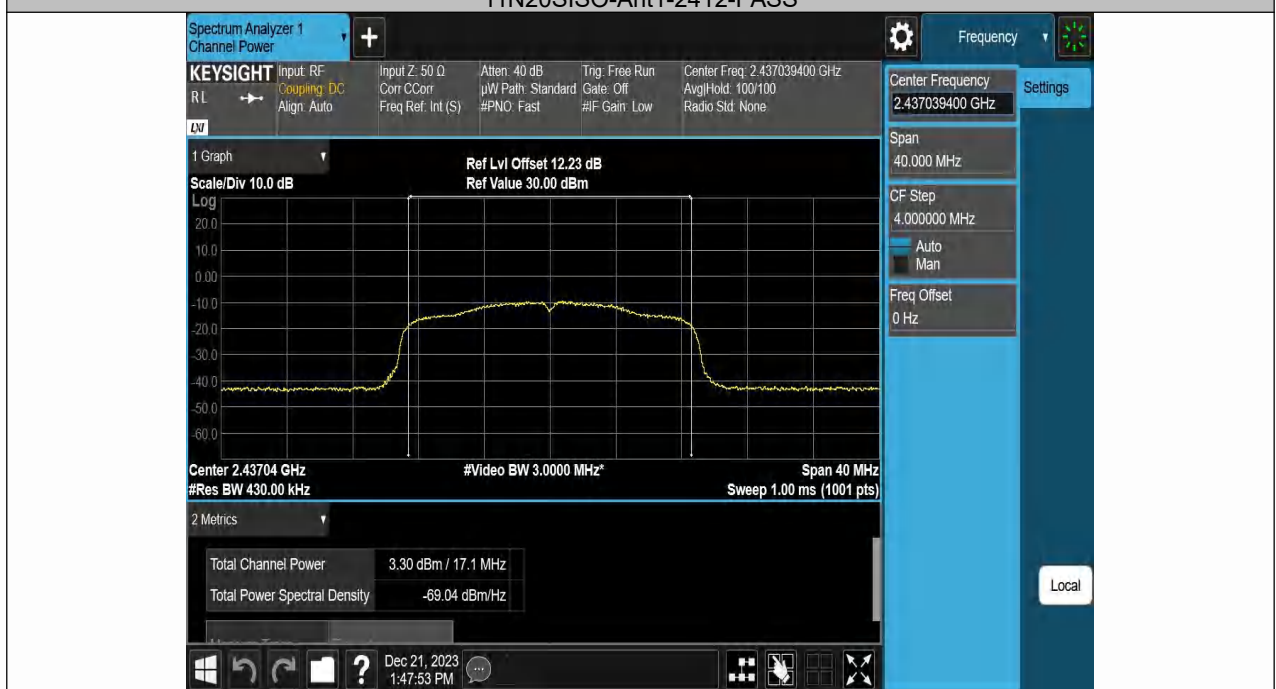 11N20SISO-Ant1-2412-PASS
Spectrum Analyzer 1
Channel Power
Frequency
KEYSIGHT
RL
LXI
Input: RF
Coupling: DC
Align: Auto
Input Z: 50 Ω
Corr CCorr
Freq Ref: Int (S)
Atten: 40 dB
µW Path: Standard
#PNO: Fast
Trig: Free Run
Gate: Off
#IF Gain: Low
Center Freq: 2.437039400 GHz
Avg|Hold: 100/100
Radio Std: None
Center Frequency
2.437039400 GHz
Settings
Span
40.000 MHz
CF Step
4.000000 MHz
Auto
Man
Freq Offset
0 Hz
Local
1 Graph
Scale/Div 10.0 dB
Ref Lvl Offset 12.23 dB
Ref Value 30.00 dBm
Log
20.0
10.0
0.00
-10.0
-20.0
-30.0
-40.0
-50.0
-60.0
Center 2.43704 GHz
#Video BW 3.0000 MHz*
Span 40 MHz
#Res BW 430.00 kHz
Sweep 1.00 ms (1001 pts)
2 Metrics
Total Channel Power 3.30 dBm / 17.1 MHz
Total Power Spectral Density -69.04 dBm/Hz
Dec 21, 2023
1:47:53 PM